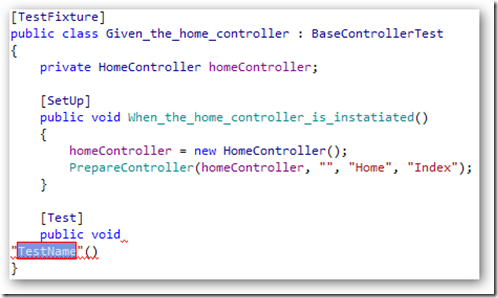 [TestFixture]
public class Given_the_home_controller : BaseControllerTest
{
private HomeController homeController;
[SetUp]
public void When_the_home_controller_is_instatiated()
{
homeController = new HomeController();
PrepareController(homeController, "", "Home", "Index");
}
[Test]
public void
"TestName"()
}